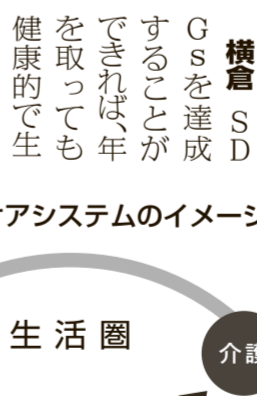 横倉　SD
Gsを達成
することが
できれば、年
を取っても
健康的で生
アシステムのイメージ
生活圏
介護